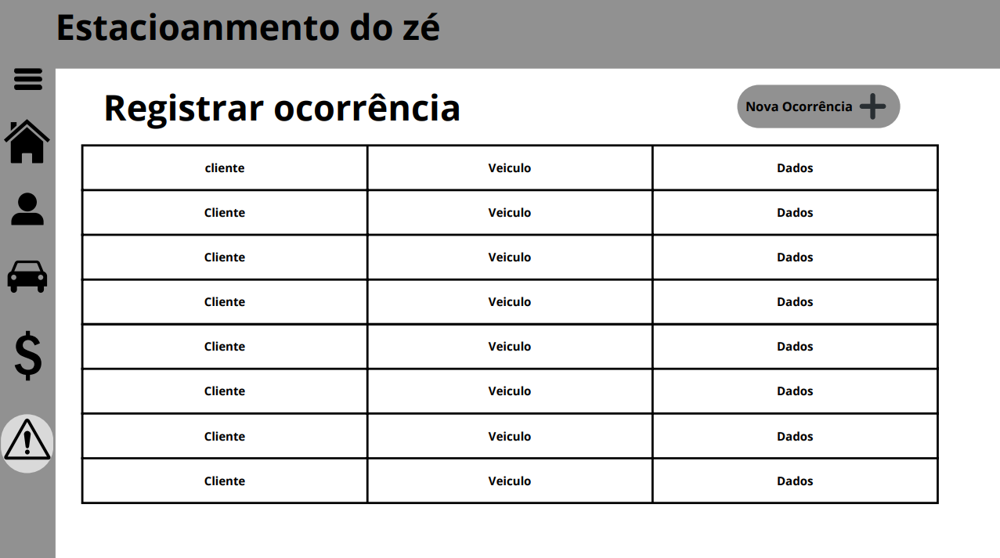 Estacioanmento do zé
Registrar ocorrência
Nova Ocorrência
cliente Veiculo Dados
Cliente Veiculo Dados
Cliente Veiculo Dados
Cliente Veiculo Dados
Cliente Veiculo Dados
Cliente Veiculo Dados
Cliente Veiculo Dados
Cliente Veiculo Dados